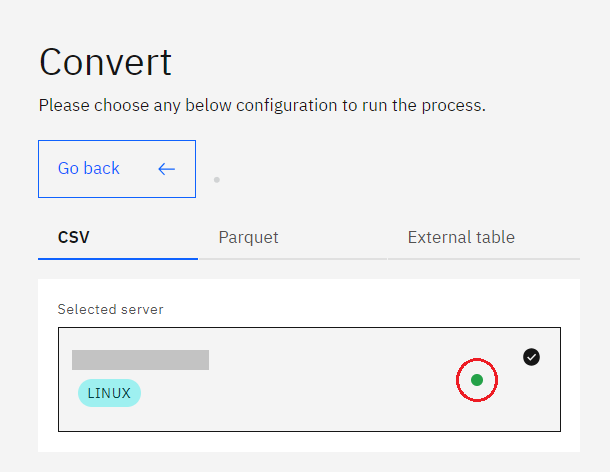 Convert
Please choose any below configuration to run the process.
Go back
CSV Parquet External table
Selected server
LINUX